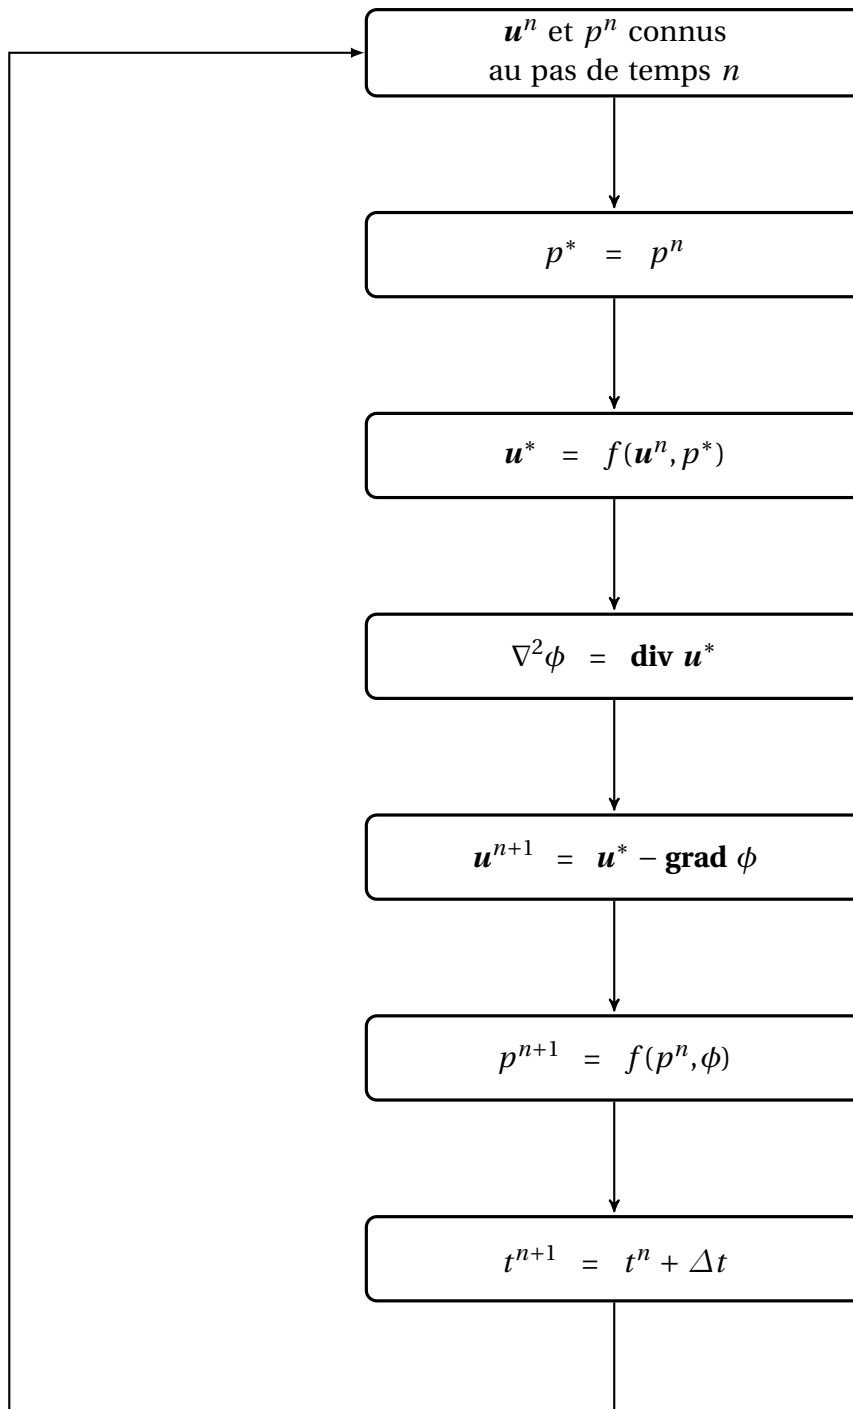 𝒖ⁿ et pⁿ connus
au pas de temps n
p* = pⁿ
𝒖* = f(𝒖ⁿ, p*)
∇²ϕ = div 𝒖*
𝒖ⁿ⁺¹ = 𝒖* − grad ϕ
pⁿ⁺¹ = f(pⁿ, ϕ)
tⁿ⁺¹ = tⁿ + Δt